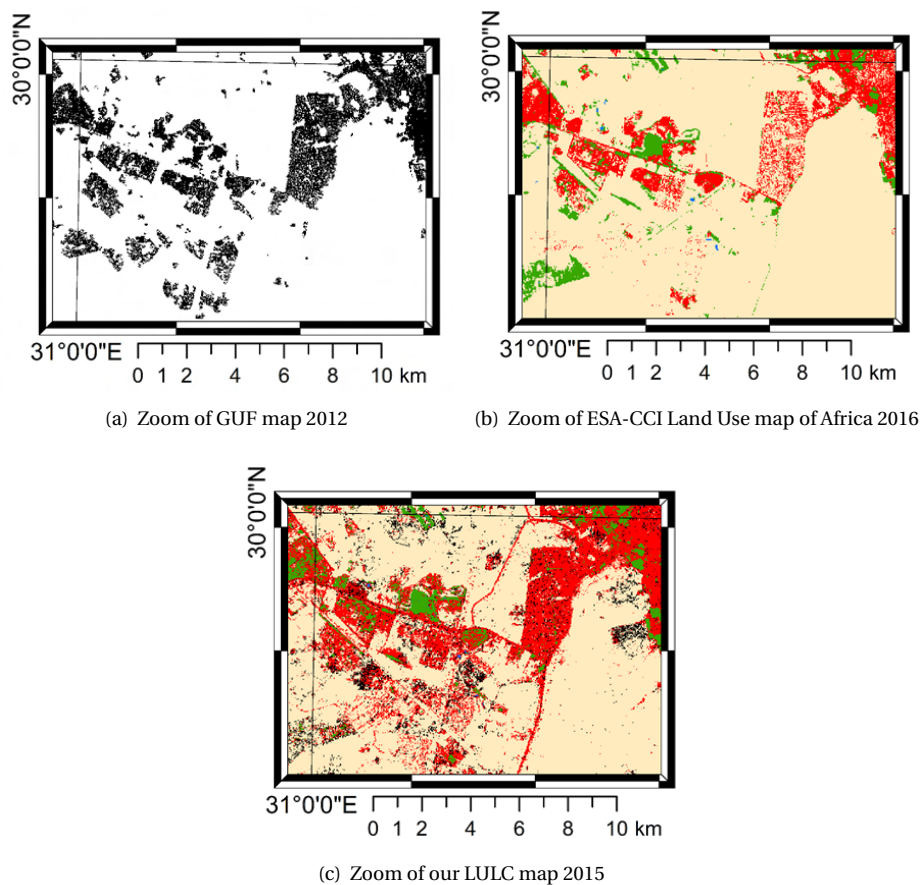 30°0'0"N
31°0'0"E
0 1 2 4 6 8 10 km
(a) Zoom of GUF map 2012
30°0'0"N
31°0'0"E
0 1 2 4 6 8 10 km
(b) Zoom of ESA-CCI Land Use map of Africa 2016
30°0'0"N
31°0'0"E
0 1 2 4 6 8 10 km
(c) Zoom of our LULC map 2015